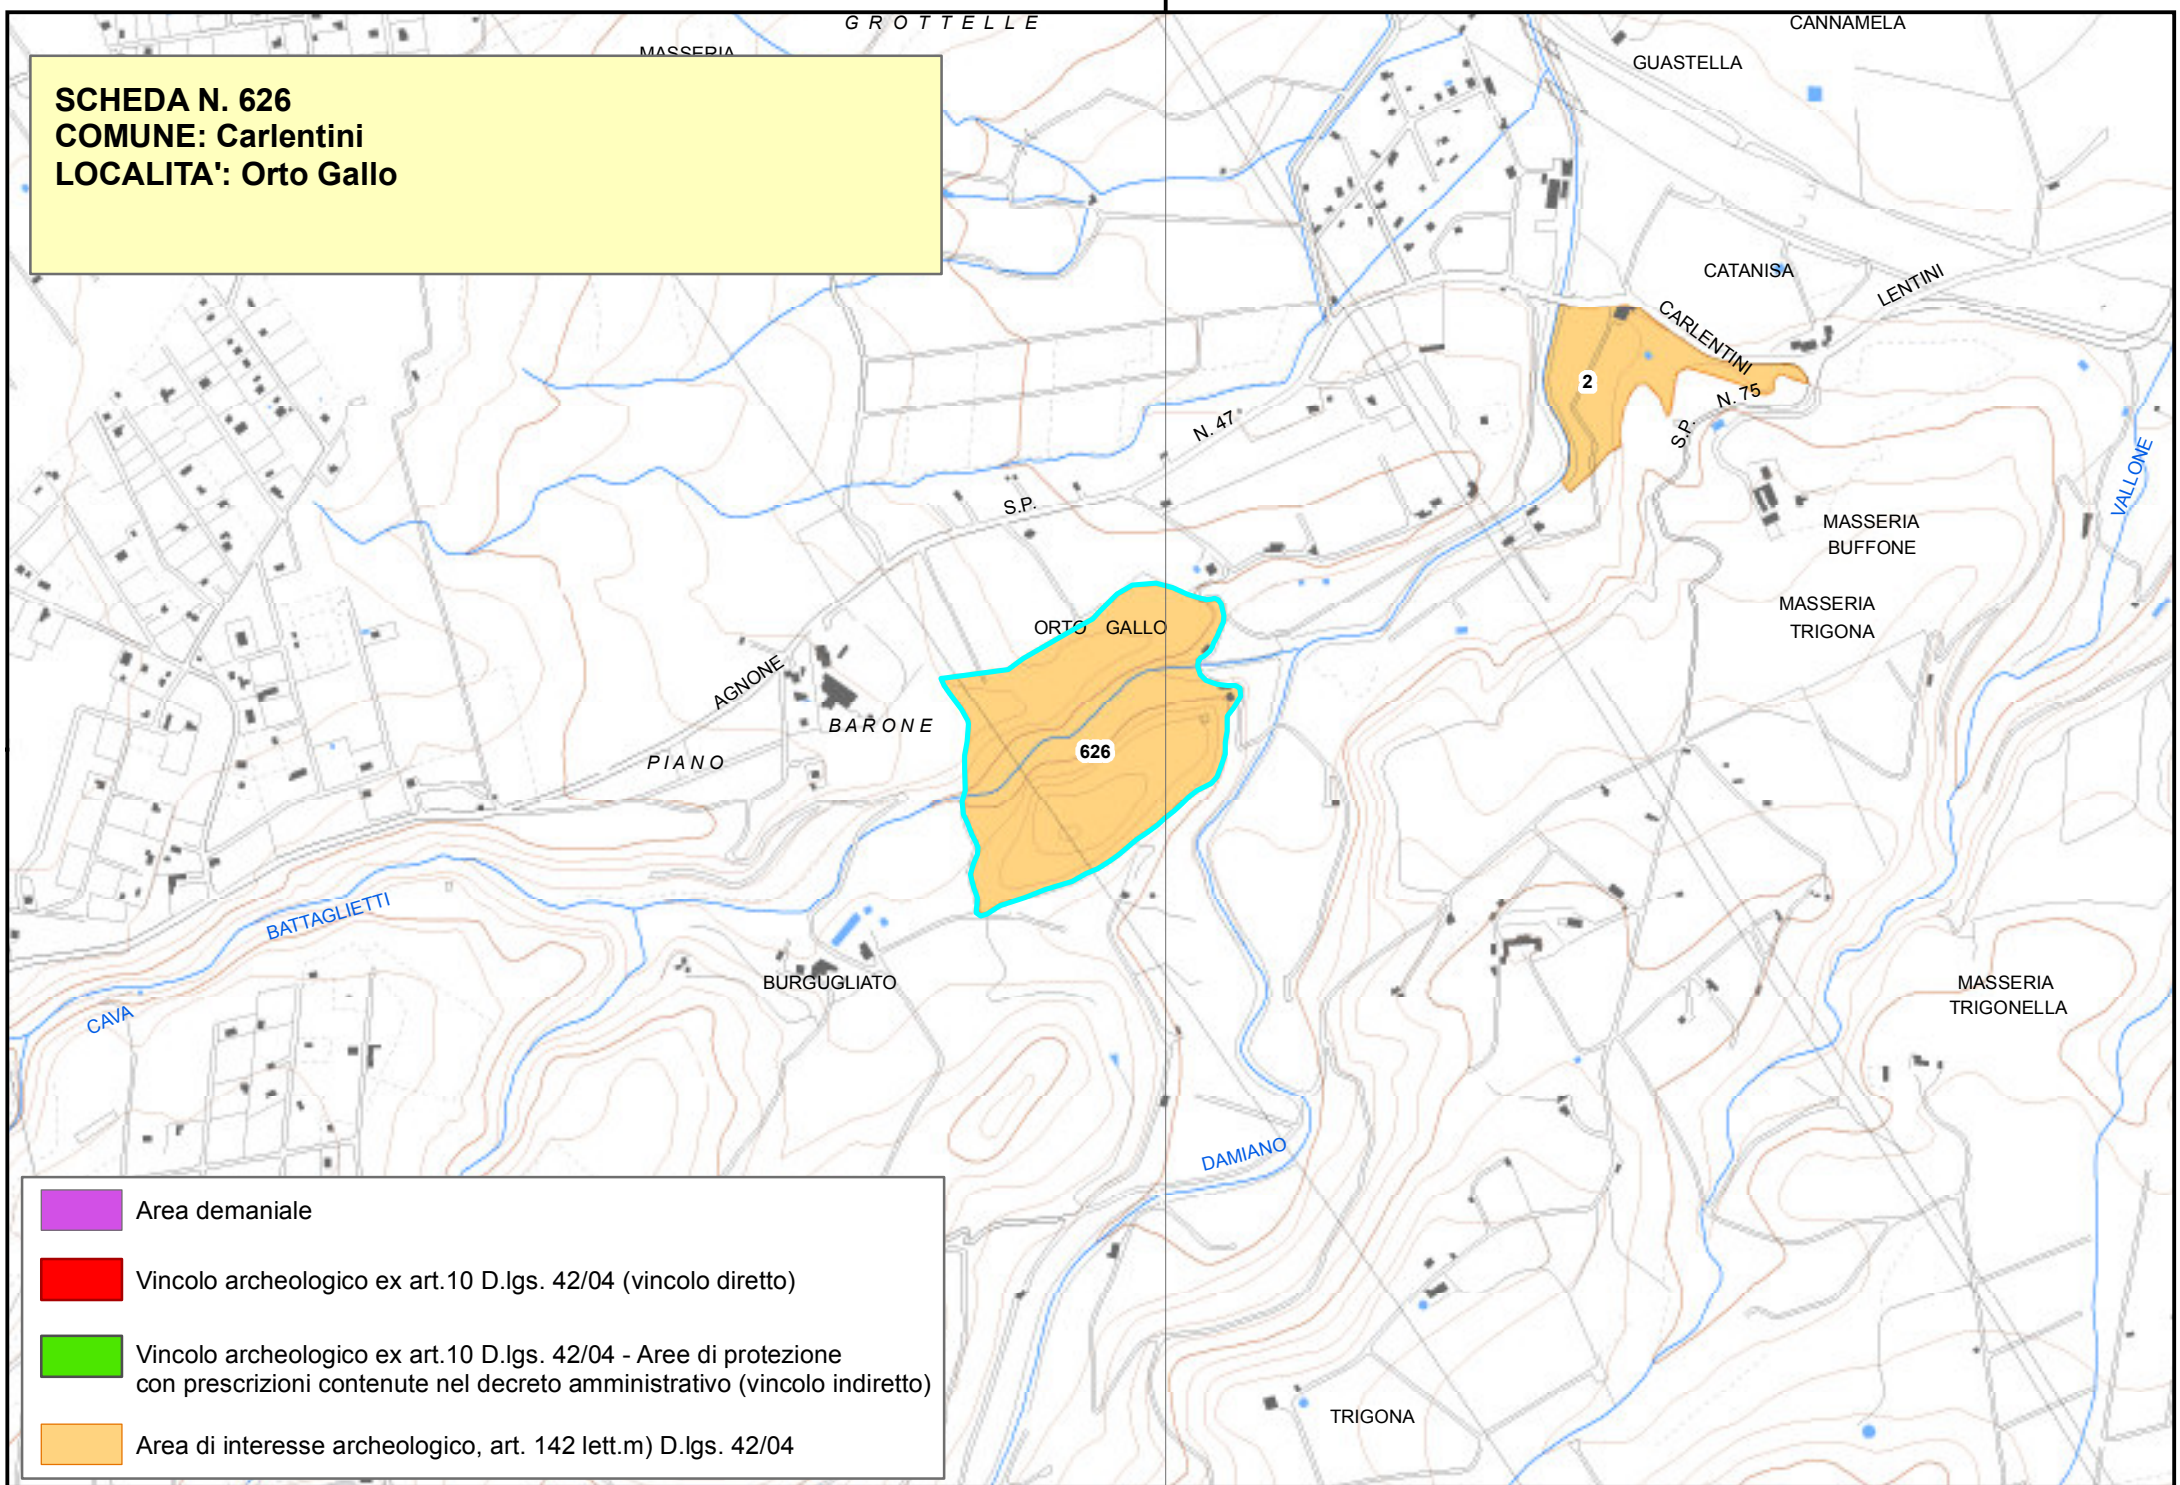 GROTTELLE
CANNAMELA
MASSERIA
GUASTELLA
SCHEDA N. 626
COMUNE: Carlentini
LOCALITA': Orto Gallo
CATANISA
LENTINI
CARLENTINI
2
N. 75
S.P.
N. 47
VALLONE
S.P.
MASSERIA
BUFFONE
MASSERIA
TRIGONA
ORTO GALLO
AGNONE
BARONE
PIANO
626
BATTAGLIETTI
CAVA
BURGUGLIATO
MASSERIA
TRIGONELLA
DAMIANO
TRIGONA
Area demaniale
Vincolo archeologico ex art.10 D.lgs. 42/04 (vincolo diretto)
Vincolo archeologico ex art.10 D.lgs. 42/04 - Aree di protezione
con prescrizioni contenute nel decreto amministrativo (vincolo indiretto)
Area di interesse archeologico, art. 142 lett.m) D.lgs. 42/04